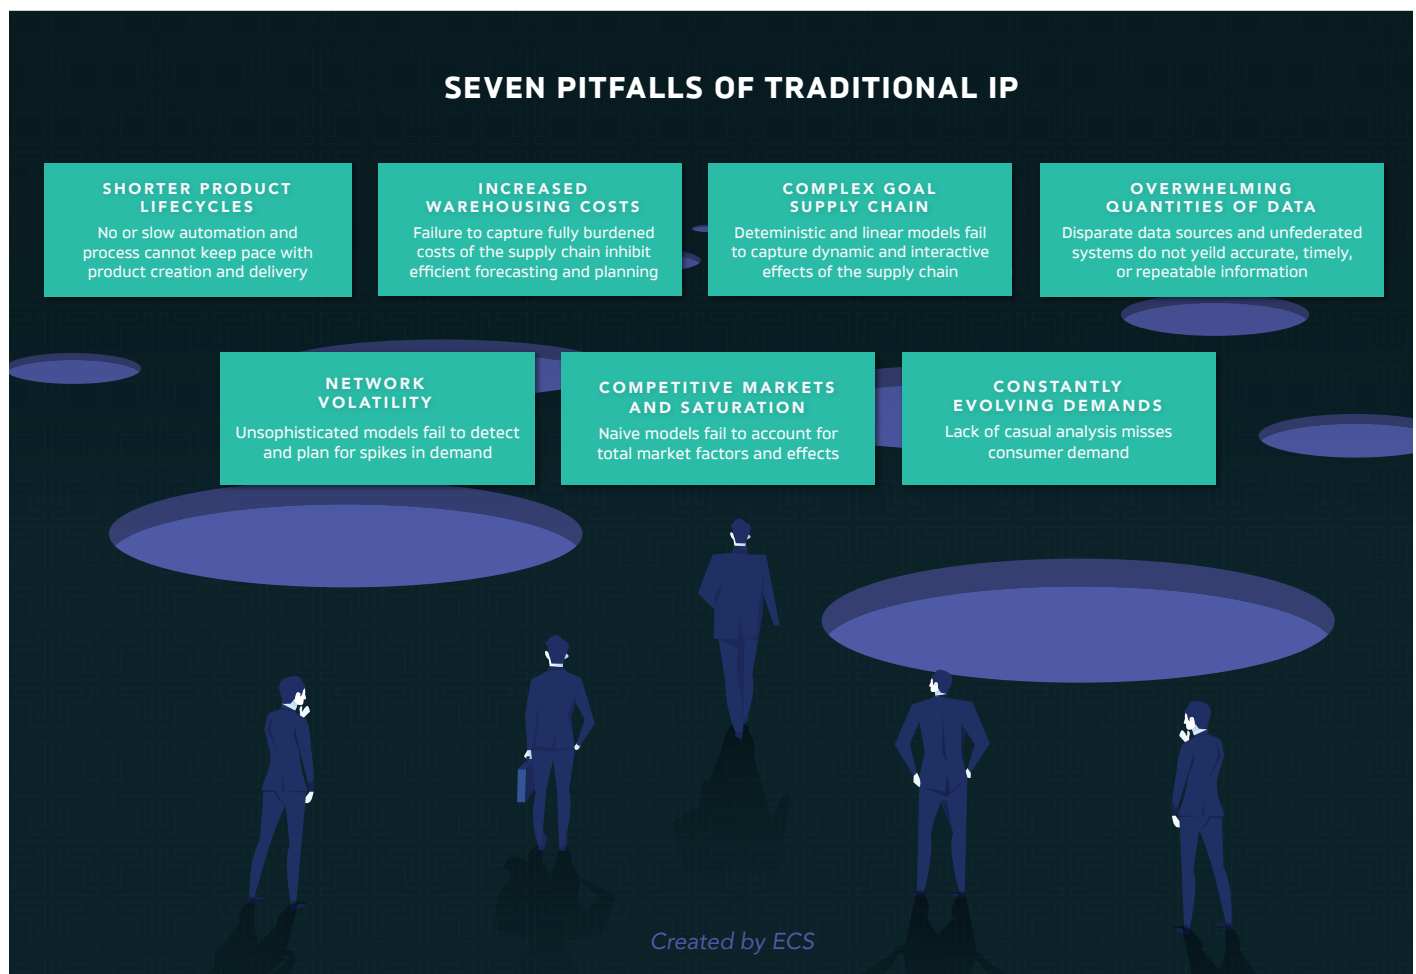 SEVEN PITFALLS OF TRADITIONAL IP
SHORTER PRODUCT
LIFECYCLES
No or slow automation and
process cannot keep pace with
product creation and delivery
INCREASED
WAREHOUSING COSTS
Failure to capture fully burdened
costs of the supply chain inhibit
efficient forecasting and planning
COMPLEX GOAL
SUPPLY CHAIN
Deteministic and linear models fail
to capture dynamic and interactive
effects of the supply chain
OVERWHELMING
QUANTITIES OF DATA
Disparate data sources and unfederated
systems do not yeild accurate, timely,
or repeatable information
NETWORK
VOLATILITY
Unsophisticated models fail to detect
and plan for spikes in demand
COMPETITIVE MARKETS
AND SATURATION
Naive models fail to account for
total market factors and effects
CONSTANTLY
EVOLVING DEMANDS
Lack of casual analysis misses
consumer demand
Created by ECS